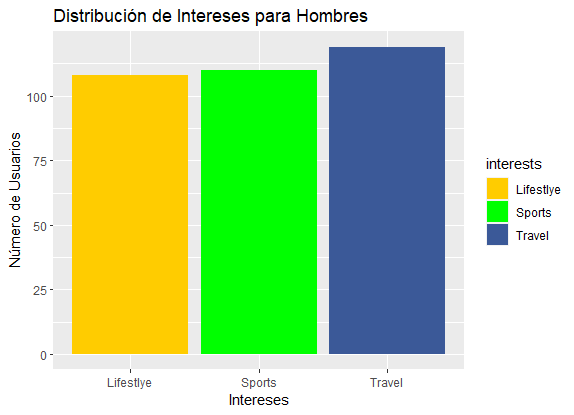 Distribución de Intereses para Hombres
Número de Usuarios
100
75
50
25
0
Lifestlye
Sports
Travel
Intereses
interests
Lifestlye
Sports
Travel